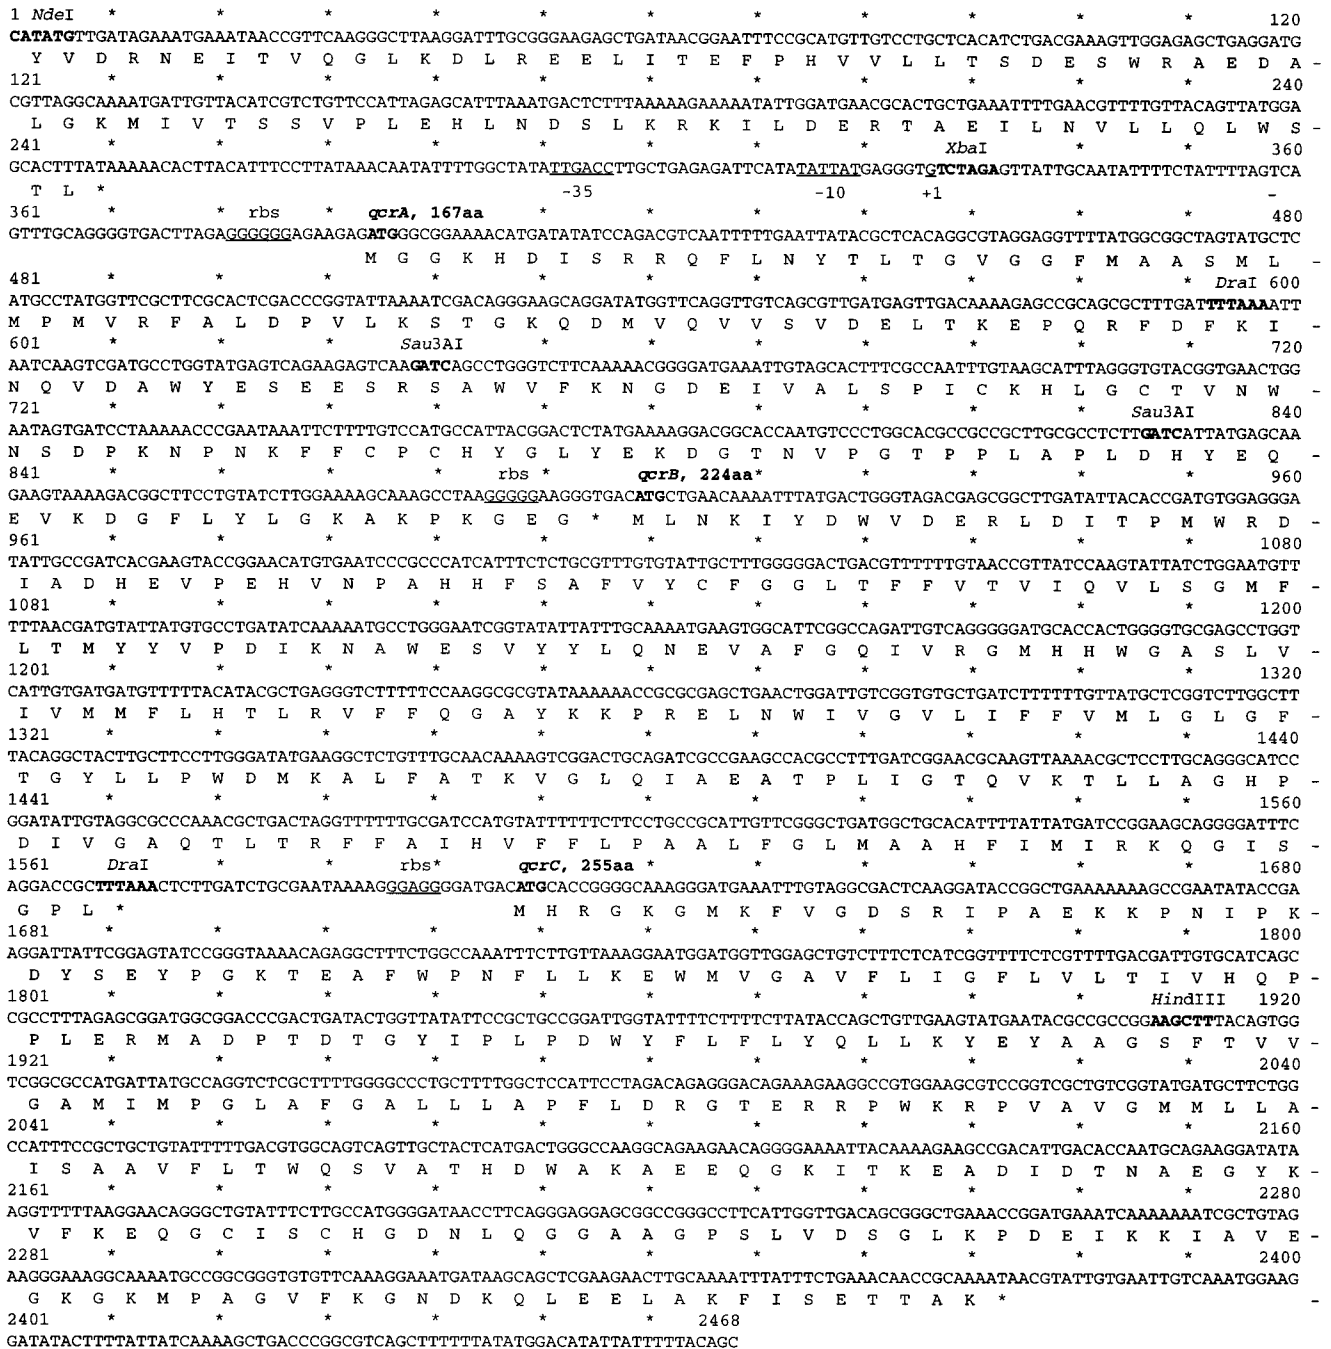 1 NdeI * * * * * * * * * * 120
CATATGTTGATAGAAATGAAATAACCGTTCAAGGGCTTAAGGATTTGCGGGAAGAGCTGATAACGGAATTTCCGCATGTTGTCCTGCTCACATCTGACGAAAGTTGGAGAGCTGAGGATG
Y V D R N E I T V Q G L K D L R E E L I T E F P H V V L L T S D E S W R A E D A -
121 * * * * * * * * * * 240
CGTTAGGCAAAATGATTGTTACATCGTCTGTTCCATTAGAGCATTTAAATGACTCTTTAAAAAGAAAAATATTGGATGAACGCACTGCTGAAATTTTGAACGTTTTGTTACAGTTATGGA
L G K M I V T S S V P L E H L N D S L K R K I L D E R T A E I L N V L L Q L W S -
241 * * * * * * * * XbaI * * 360
GCACTTTATAAAAACACTTACATTTCCTTATAAACAATATTTTGGCTATATTGACCTTGCTGAGAGATTCATATATTATGAGGGTGTCTAGAGTTATTGCAATATTTTCTATTTTAGTCA
T L * -35 -10 +1 -
361 * * rbs * qcrA, 167aa * * * * * * * 480
GTTTGCAGGGGTGACTTAGAGGGGGGAGAAGAGATGGGCGGAAAACATGATATATCCAGACGTCAATTTTTGAATTATACGCTCACAGGCGTAGGAGGTTTTATGGCGGCTAGTATGCTC
M G G K H D I S R R Q F L N Y T L T G V G G F M A A S M L -
481 * * * * * * * * * * * DraI 600
ATGCCTATGGTTCGCTTCGCACTCGACCCGGTATTAAAATCGACAGGGAAGCAGGATATGGTTCAGGTTGTCAGCGTTGATGAGTTGACAAAAGAGCCGCAGCGCTTTGATTTTAAAATT
M P M V R F A L D P V L K S T G K Q D M V Q V V S V D E L T K E P Q R F D F K I -
601 * * * Sau3AI * * * * * * * 720
AATCAAGTCGATGCCTGGTATGAGTCAGAAGAGTCAAGATCAGCCTGGGTCTTCAAAAACGGGGATGAAATTGTAGCACTTTCGCCAATTTGTAAGCATTTAGGGTGTACGGTGAACTGG
N Q V D A W Y E S E E S R S A W V F K N G D E I V A L S P I C K H L G C T V N W -
721 * * * * * * * * * * Sau3AI 840
AATAGTGATCCTAAAAACCCGAATAAATTCTTTTGTCCATGCCATTACGGACTCTATGAAAAGGACGGCACCAATGTCCCTGGCACGCCGCCGCTTGCGCCTCTTGATCATTATGAGCAA
N S D P K N P N K F F C P C H Y G L Y E K D G T N V P G T P P L A P L D H Y E Q -
841 * * * * rbs * qcrB, 224aa * * * * * 960
GAAGTAAAAGACGGCTTCCTGTATCTTGGAAAAGCAAAGCCTAAGGGGGAAGGGTGACATGCTGAACAAAATTTATGACTGGGTAGACGAGCGGCTTGATATTACACCGATGTGGAGGGA
E V K D G F L Y L G K A K P K G E G * M L N K I Y D W V D E R L D I T P M W R D -
961 * * * * * * * * * * * 1080
TATTGCCGATCACGAAGTACCGGAACATGTGAATCCCGCCCATCATTTCTCTGCGTTTGTGTATTGCTTTGGGGGACTGACGTTTTTTGTAACCGTTATCCAAGTATTATCTGGAATGTT
I A D H E V P E H V N P A H H F S A F V Y C F G G L T F F V T V I Q V L S G M F -
1081 * * * * * * * * * * 1200
TTTAACGATGTATTATGTGCCTGATATCAAAAATGCCTGGGAATCGGTATATTATTTGCAAAATGAAGTGGCATTCGGCCAGATTGTCAGGGGGATGCACCACTGGGGTGCGAGCCTGGT
L T M Y Y V P D I K N A W E S V Y Y L Q N E V A F G Q I V R G M H H W G A S L V -
1201 * * * * * * * * * * 1320
CATTGTGATGATGTTTTTACATACGCTGAGGGTCTTTTTCCAAGGCGCGTATAAAAAACCGCGCGAGCTGAACTGGATTGTCGGTGTGCTGATCTTTTTTGTTATGCTCGGTCTTGGCTT
I V M M F L H T L R V F F Q G A Y K K P R E L N W I V G V L I F F V M L G L G F -
1321 * * * * * * * * * * 1440
TACAGGCTACTTGCTTCCTTGGGATATGAAGGCTCTGTTTGCAACAAAAGTCGGACTGCAGATCGCCGAAGCCACGCCTTTGATCGGAACGCAAGTTAAAACGCTCCTTGCAGGGCATCC
T G Y L L P W D M K A L F A T K V G L Q I A E A T P L I G T Q V K T L L A G H P -
1441 * * * * * * * * * * 1560
GGATATTGTAGGCGCCCAAACGCTGACTAGGTTTTTTGCGATCCATGTATTTTTTCTTCCTGCCGCATTGTTCGGGCTGATGGCTGCACATTTTATTATGATCCGGAAGCAGGGGATTTC
D I V G A Q T L T R F F A I H V F F L P A A L F G L M A A H F I M I R K Q G I S -
1561 DraI * * rbs* qcrC, 255aa * * * * * * 1680
AGGACCGCTTTTAAACTCTTGATCTGCGAATAAAAGGGAGGGGATGACATGCACCGGGGCAAAGGGATGAAATTTGTAGGCGACTCAAGGATACCGGCTGAAAAAAAGCCGAATATACCGA
G P L * M H R G K G M K F V G D S R I P A E K K P N I P K -
1681 * * * * * * * * * * 1800
AGGATTATTCGGAGTATCCGGGTAAAACAGAGGCTTTCTGGCCAAATTTCTTGTTAAAGGAATGGATGGTTGGAGCTGTCTTTCTCATCGGTTTTCTCGTTTTGACGATTGTGCATCAGC
D Y S E Y P G K T E A F W P N F L L K E W M V G A V F L I G F L V L T I V H Q P -
1801 * * * * * * * * * * HindIII 1920
CGCCTTTAGAGCGGATGGCGGACCCGACTGATACTGGTTATATTCCGCTGCCGGATTGGTATTTTCTTTTCTTATACCAGCTGTTGAAGTATGAATACGCCGCCGGAAGCTTTACAGTGG
P L E R M A D P T D T G Y I P L P D W Y F L F L Y Q L L K Y E Y A A G S F T V V -
1921 * * * * * * * * * * 2040
TCGGCGCCATGATTATGCCAGGTCTCGCTTTTGGGGCCCTGCTTTTGGCTCCATTCCTAGACAGAGGGACAGAAAGAAGGCCGTGGAAGCGTCCGGTCGCTGTCGGTATGATGCTTCTGG
G A M I M P G L A F G A L L L A P F L D R G T E R R P W K R P V A V G M M L L A -
2041 * * * * * * * * * * 2160
CCATTTCCGCTGCTGTATTTTTGACGTGGCAGTCAGTTGCTACTCATGACTGGGCCAAGGCAGAAGAACAGGGGAAAATTACAAAAGAAGCCGACATTGACACCAATGCAGAAGGATATA
I S A A V F L T W Q S V A T H D W A K A E E Q G K I T K E A D I D T N A E G Y K -
2161 * * * * * * * * * * 2280
AGGTTTTTAAGGAACAGGGCTGTATTTCTTGCCATGGGGATAACCTTCAGGGAGGAGCGGCCGGGCCTTCATTGGTTGACAGCGGGCTGAAACCGGATGAAATCAAAAAAATCGCTGTAG
V F K E Q G C I S C H G D N L Q G G A A G P S L V D S G L K P D E I K K I A V E -
2281 * * * * * * * * * * 2400
AAGGGAAAGGCAAAATGCCGGCGGGTGTGTTCAAAGGAAATGATAAGCAGCTCGAAGAACTTGCAAAATTTATTTCTGAAACAACCGCAAAATAACGTATTGTGAATTGTCAAATGGAAG
G K G K M P A G V F K G N D K Q L E E L A K F I S E T T A K * -
2401 * * * * * * 2468
GATATACTTTTATTATCAAAAGCTGACCCGGCGTCAGCTTTTTTTATATGGACATATTATTTTTACAGC